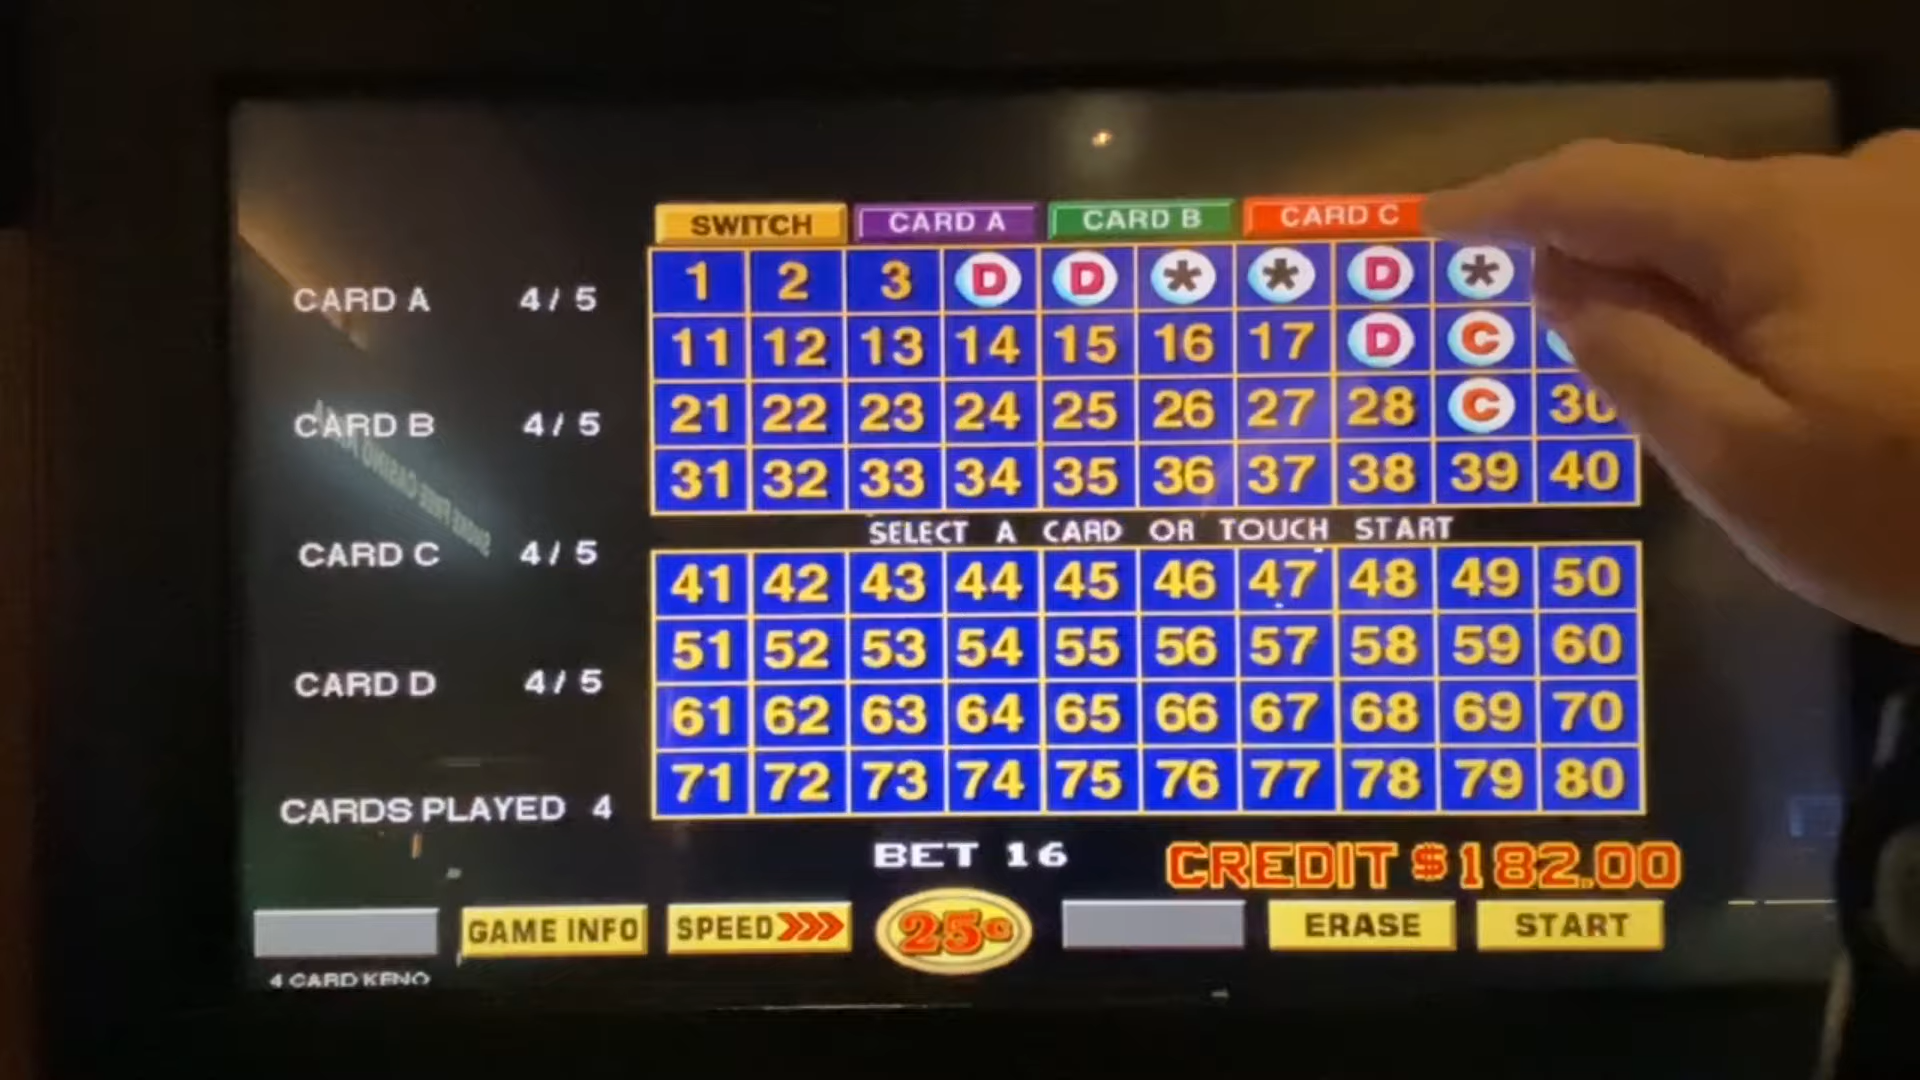 SWITCH CARD A CARD B CARD C
1 2 3 D D * * D *
CARD A 4/5
11 12 13 14 15 16 17 D C
CARD B 4/5
21 22 23 24 25 26 27 28 C 30
31 32 33 34 35 36 37 38 39 40
SELECT A CARD OR TOUCH START
CARD C 4/5
41 42 43 44 45 46 47 48 49 50
51 52 53 54 55 56 57 58 59 60
CARD D 4/5
61 62 63 64 65 66 67 68 69 70
71 72 73 74 75 76 77 78 79 80
CARDS PLAYED 4
BET 16 CREDIT $182.00
GAME INFO SPEED 25¢ ERASE START
4 CARD KENO